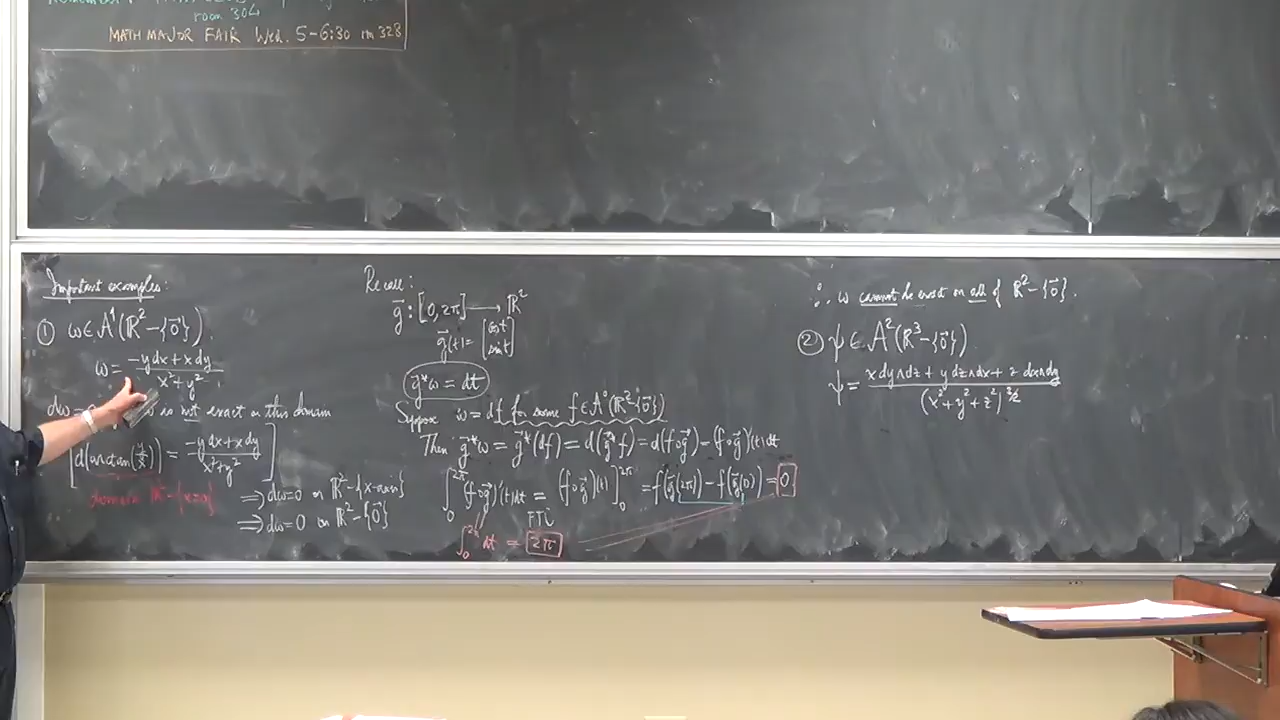 room 304
MATH MAJOR FAIR Wed. 5-6:30 rm 328
Important examples:
① ω ∈ A¹(ℝ² - {0⃗})
ω = (-y dx + x dy)/(x² + y²)
dω = ω is not exact on this domain
[d(arctan(y/x)) = (-y dx + x dy)/(x² + y²)]
domain ℝ² - {x=0}
⟹ dω = 0 on ℝ² - {x-axis}
⟹ dω = 0 on ℝ² - {0⃗}
Recall:
g⃗ : [0, 2π] ⟶ ℝ²
g⃗(t) = [cos t / sin t]
g⃗*ω = dt
Suppose ω = df for some f ∈ A⁰(ℝ² - {0⃗})
Then g⃗*ω = g⃗*(df) = d(g⃗*f) = d(f∘g⃗) = (f∘g⃗)'(t) dt
∫₀^{2π} (f∘g⃗)'(t) dt = (f∘g⃗)(t)]₀^{2π} = f(g⃗(2π)) - f(g⃗(0)) = 0
FTC
∫₀^{2π} dt = 2π
∴ ω cannot be exact on all of ℝ² - {0⃗}.
② ψ ∈ A²(ℝ³ - {0⃗})
ψ = (x dy∧dz + y dz∧dx + z dx∧dy)/(x² + y² + z²)^{3/2}